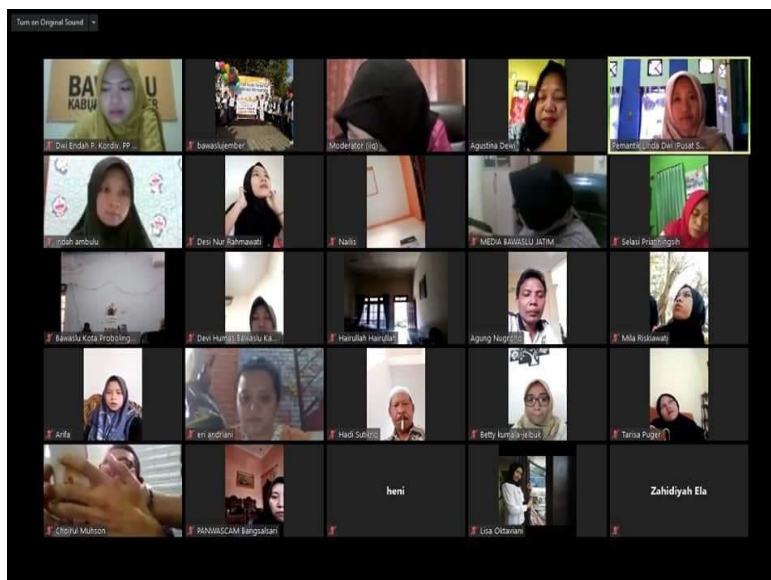 Turn on Original Sound
BAWASLU
Dwi Endah P. Kordiv. PP ...
bawaslujember
Moderator (iiq)
Agustina Dewi
Pemantik Linda Dwi (Pusat S...
indah ambulu
Desi Nur Rahmawati
Nailis
MEDIA BAWASLU JATIM
Selasi Priatiningsih
Bawaslu Kota Proboling...
Devi Humas Bawaslu Ka...
Hairullah Hairullah
Agung Nugroho
Mila Riskiawati
Arifa
eri andriani
Hadi Sutikno
Betty kumala-jelbuk
Tarisa Puger
Choirul Muhson
PANWASCAM Bangsalsari
heni
Lisa Oktaviani
Zahidiyah Ela